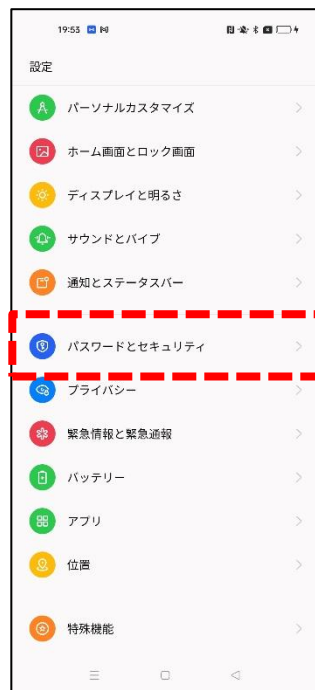 19:53
設定
パーソナルカスタマイズ
ホーム画面とロック画面
ディスプレイと明るさ
サウンドとバイブ
通知とステータスバー
パスワードとセキュリティ
プライバシー
緊急情報と緊急通報
バッテリー
アプリ
位置
特殊機能